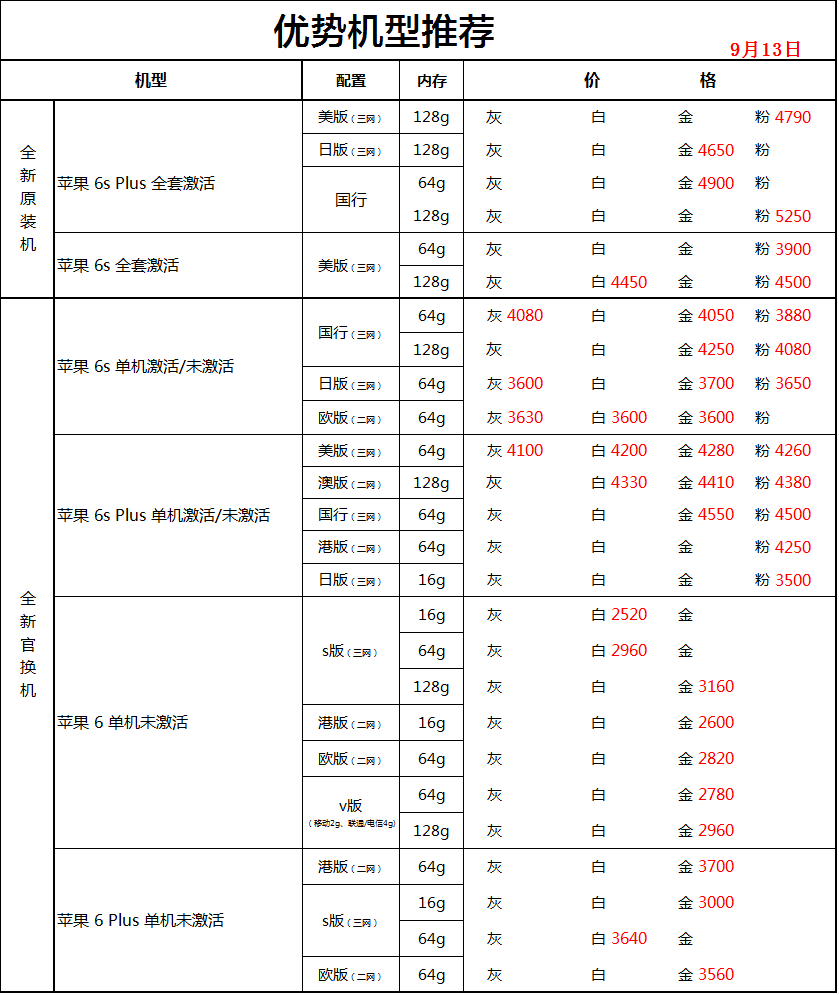 优势机型推荐
9月13日
机型 配置 内存 价 格
全新原装机
苹果 6s Plus 全套激活
美版（三网） 128g 灰 白 金 粉 4790
日版（三网） 128g 灰 白 金 4650 粉
国行 64g 灰 白 金 4900 粉
128g 灰 白 金 粉 5250
苹果 6s 全套激活
美版（三网） 64g 灰 白 金 粉 3900
128g 灰 白 4450 金 粉 4500
全新官换机
苹果 6s 单机激活/未激活
国行（三网） 64g 灰 4080 白 金 4050 粉 3880
128g 灰 白 金 4250 粉 4080
日版（三网） 64g 灰 3600 白 金 3700 粉 3650
欧版（二网） 64g 灰 3630 白 3600 金 3600 粉
苹果 6s Plus 单机激活/未激活
美版（三网） 64g 灰 4100 白 4200 金 4280 粉 4260
澳版（二网） 128g 灰 白 4330 金 4410 粉 4380
国行（三网） 64g 灰 白 金 4550 粉 4500
港版（二网） 64g 灰 白 金 粉 4250
日版（三网） 16g 灰 白 金 粉 3500
苹果 6 单机未激活
s版（三网） 16g 灰 白 2520 金
64g 灰 白 2960 金
128g 灰 白 金 3160
港版（二网） 16g 灰 白 金 2600
欧版（二网） 64g 灰 白 金 2820
v版（移动2g、联通/电信4g） 64g 灰 白 金 2780
128g 灰 白 金 2960
苹果 6 Plus 单机未激活
港版（二网） 64g 灰 白 金 3700
s版（三网） 16g 灰 白 金 3000
64g 灰 白 3640 金
欧版（二网） 64g 灰 白 金 3560